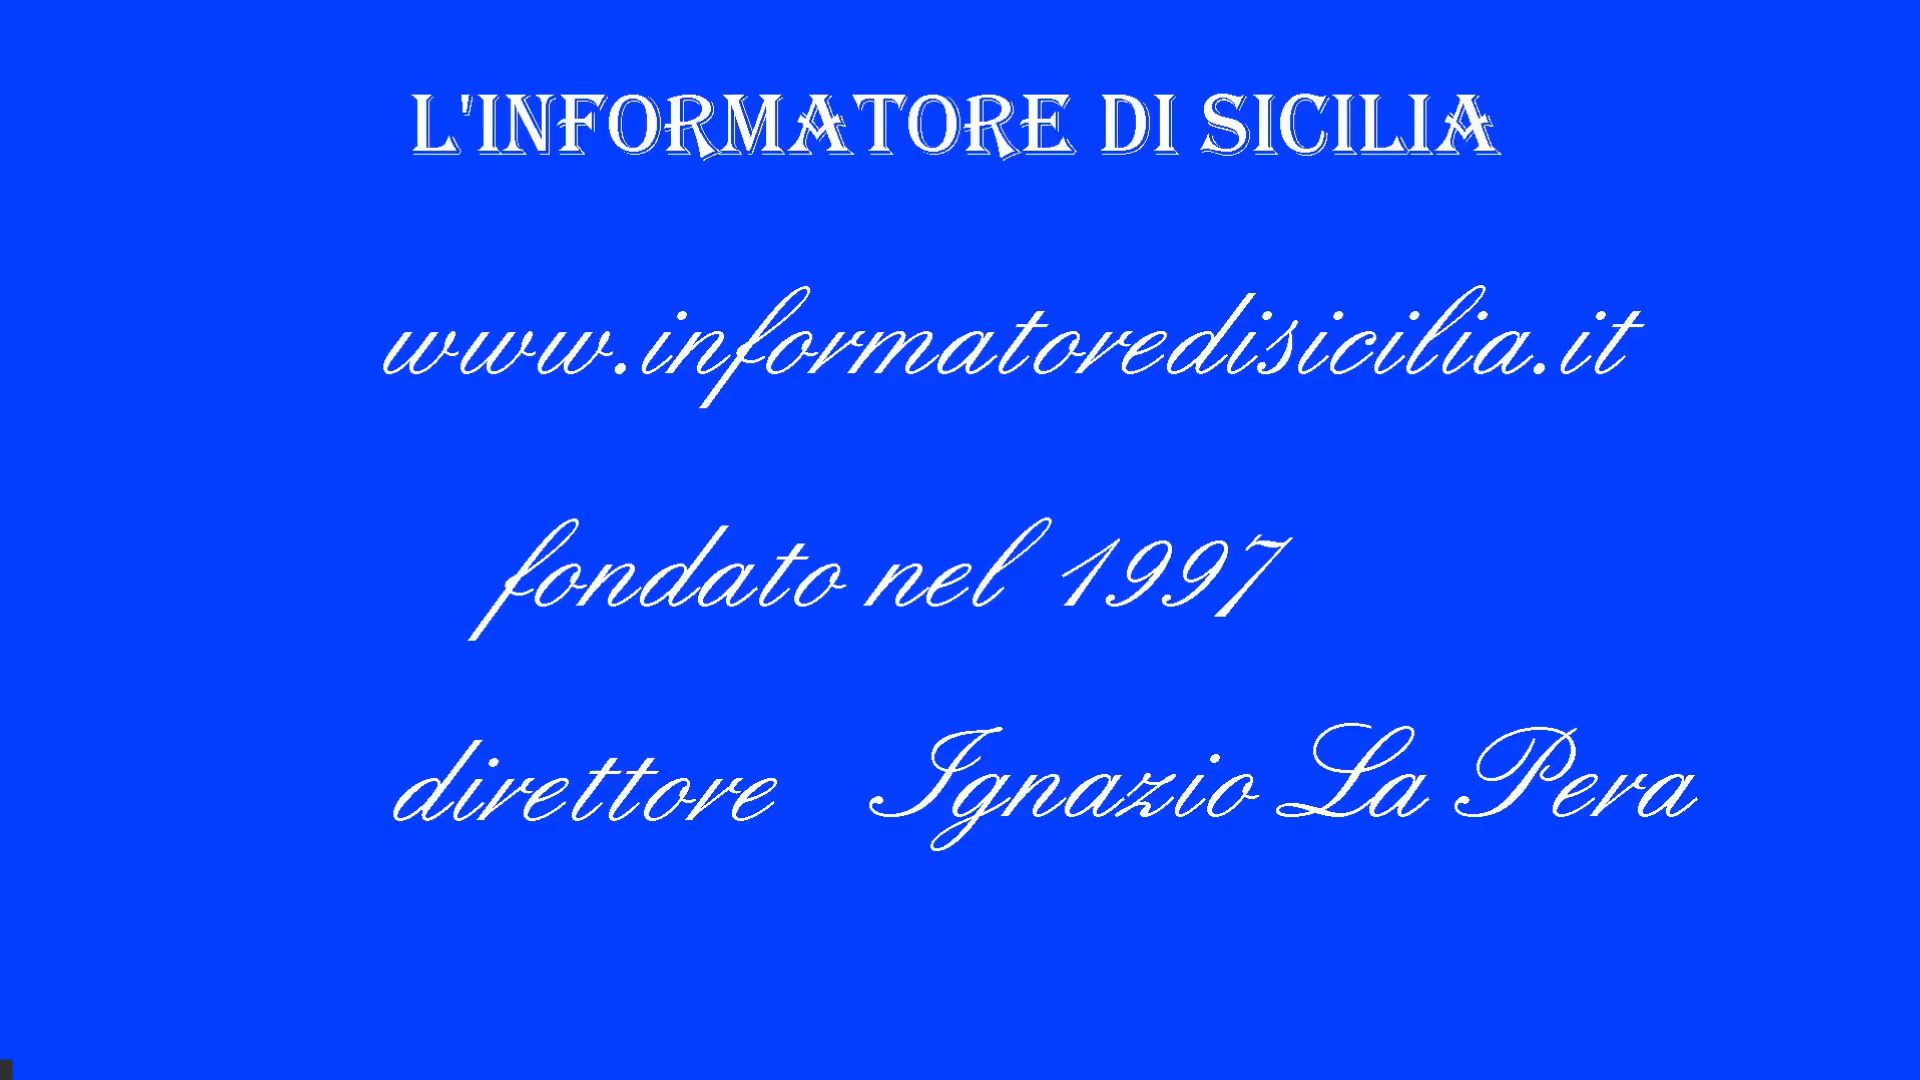 L'INFORMATORE DI SICILIA
www.informatoredisicilia.it
fondato nel 1997
direttore Ignazio La Pera